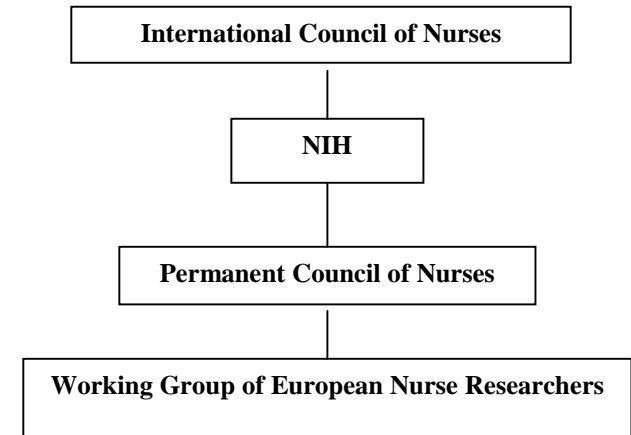 International Council of Nurses
NIH
Permanent Council of Nurses
Working Group of European Nurse Researchers